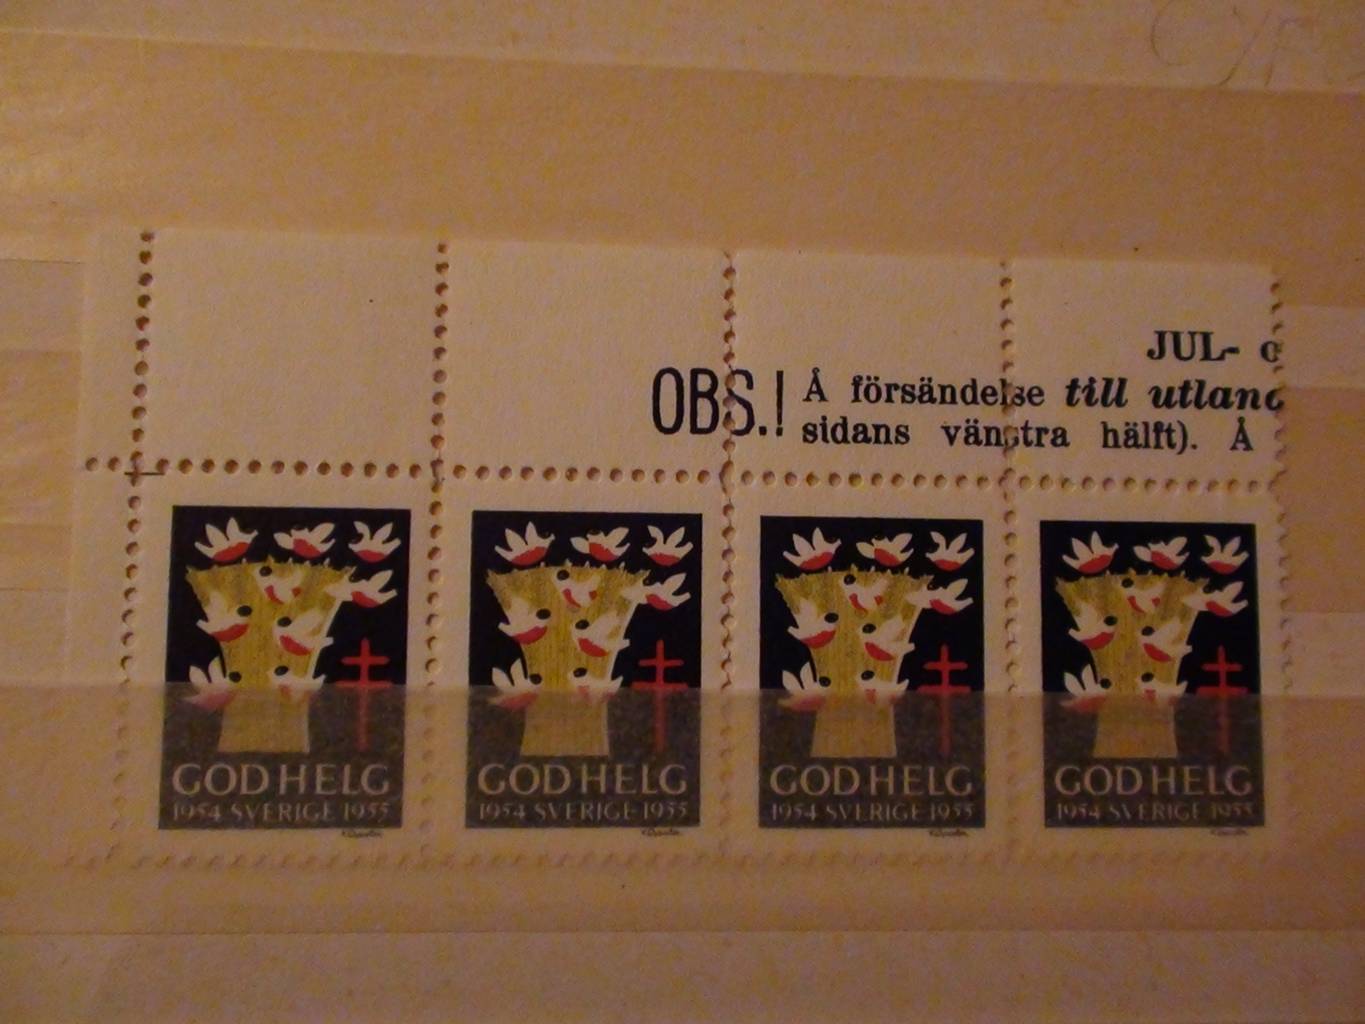 JUL-
OBS.! Å försändelse till utland
sidans vänstra hälft). Å
GOD HELG
1954 SVERIGE 1955
GOD HELG
1954 SVERIGE 1955
GOD HELG
1954 SVERIGE 1955
GOD HELG
1954 SVERIGE 1955